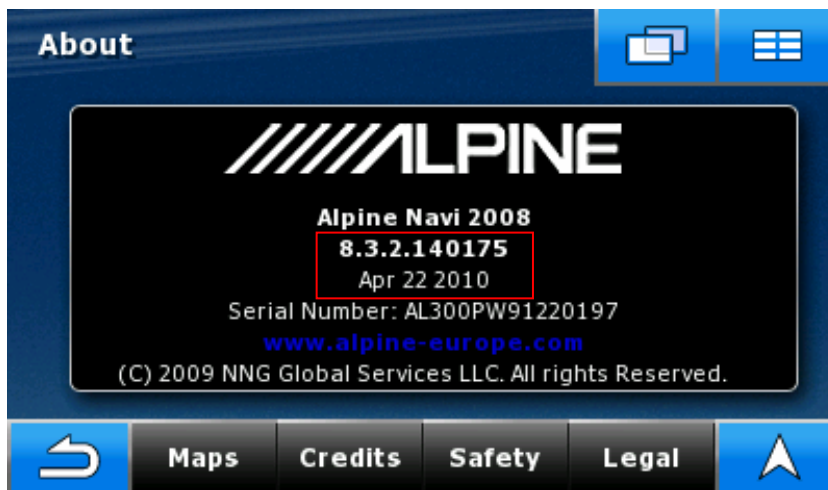 About
ALPINE
Alpine Navi 2008
8.3.2.140175
Apr 22 2010
Serial Number: AL300PW91220197
www.alpine-europe.com
(C) 2009 NNG Global Services LLC. All rights Reserved.
Maps Credits Safety Legal